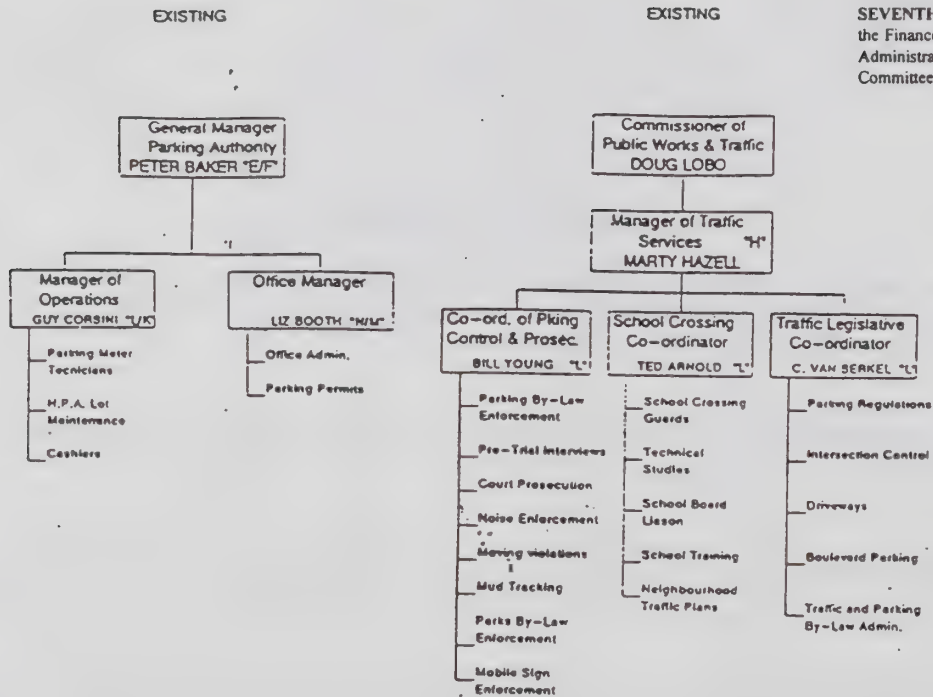 EXISTING
EXISTING
SEVENTH
the Finance
Administra
Committee
General Manager
Parking Authority
PETER BAKER "E/F"
Manager of
Operations
GUY CORSINI
Parking Meter
Tecnicians
H.P.A. Lot
Maintenance
Cashiers
Office Manager
LIZ BOOTH "N/M"
Office Admin.
Parking Permits
Commissioner of
Public Works & Traffic
DOUG LOBO
Manager of Traffic
Services "H"
MARTY HAZELL
Co-ord. of Pking
Control & Prosec.
BILL YOUNG "L"
Parking By-Law
Enforcement
Pre-Trial Interviews
Court Prosecution
Noise Enforcement
Moving violations
Mud Tracking
Parks By-Law
Enforcement
Mobile Sign
Enforcement
School Crossing
Co-ordinator
TED ARNOLD "L"
School Crossing
Guards
Technical
Studies
School Board
Liason
School Training
Neighbourhood
Traffic Plans
Traffic Legislative
Co-ordinator
C. VAN BERKEL "L"
Parking Regulations
Intersection Control
Driveways
Boulevard Parking
Traffic and Parking
By-Law Admin.